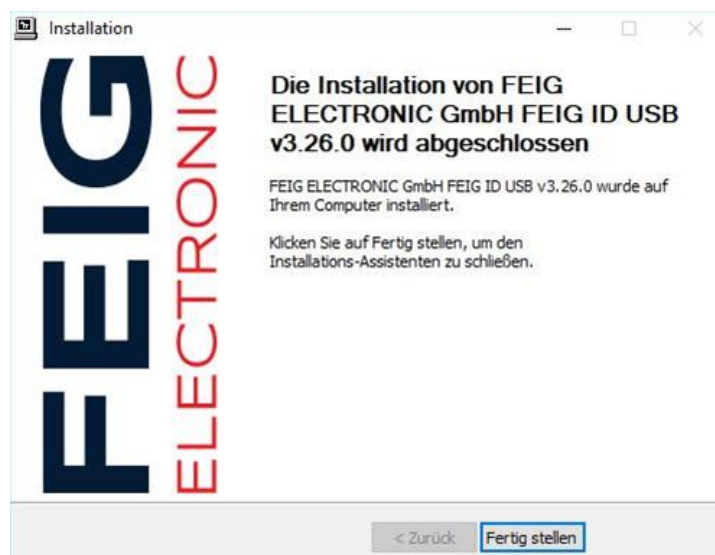 Installation
FEIG
ELECTRONIC
Die Installation von FEIG
ELECTRONIC GmbH FEIG ID USB
v3.26.0 wird abgeschlossen
FEIG ELECTRONIC GmbH FEIG ID USB v3.26.0 wurde auf
Ihrem Computer installiert.
Klicken Sie auf Fertig stellen, um den
Installations-Assistenten zu schließen.
< Zurück
Fertig stellen